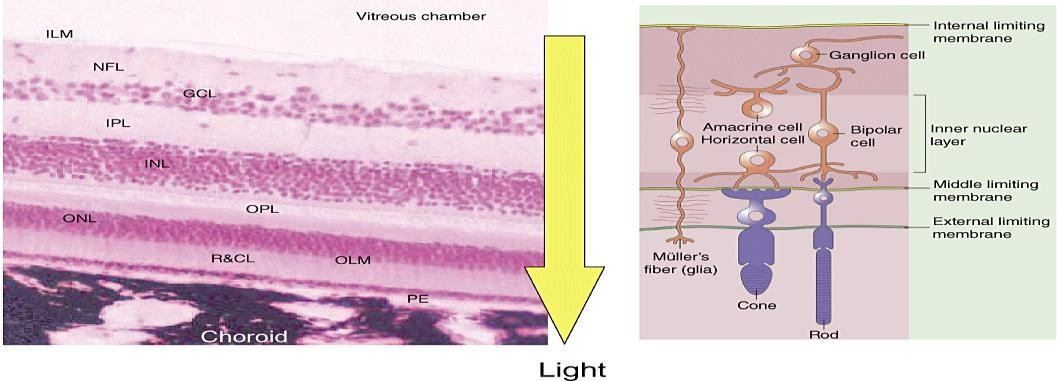 Vitreous chamber
ILM
NFL
GCL
IPL
INL
OPL
ONL
R&CL
OLM
PE
Choroid
Light
Internal limiting
membrane
Ganglion cell
Amacrine cell
Horizontal cell
Bipolar
cell
Inner nuclear
layer
Middle limiting
membrane
External limiting
membrane
Müller's
fiber (glia)
Cone
Rod